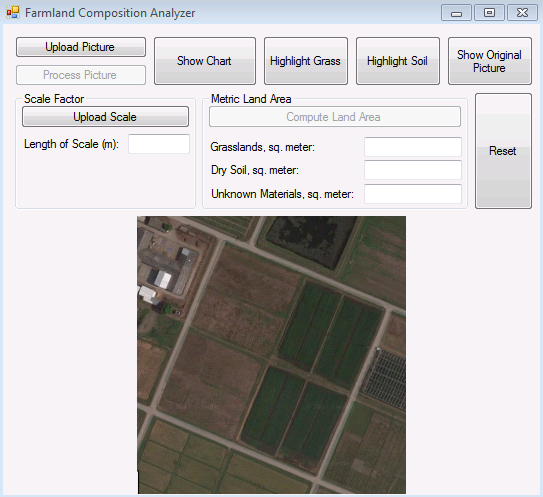 Farmland Composition Analyzer
Upload Picture
Process Picture
Show Chart
Highlight Grass
Highlight Soil
Show Original
Picture
Scale Factor
Upload Scale
Length of Scale (m):
Metric Land Area
Compute Land Area
Grasslands, sq. meter:
Dry Soil, sq. meter:
Unknown Materials, sq. meter:
Reset